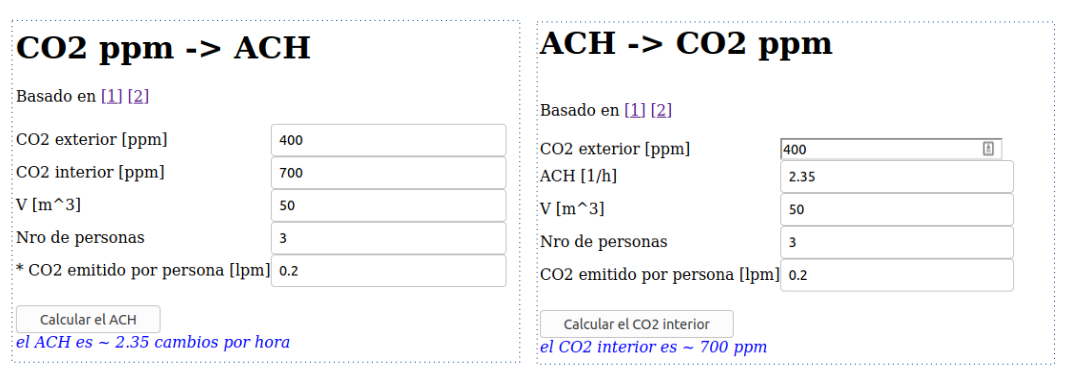 CO2 ppm -> ACH
Basado en [1] [2]
CO2 exterior [ppm] 400
CO2 interior [ppm] 700
V [m^3] 50
Nro de personas 3
* CO2 emitido por persona [lpm] 0.2
Calcular el ACH
el ACH es ~ 2.35 cambios por hora
ACH -> CO2 ppm
Basado en [1] [2]
CO2 exterior [ppm] 400
ACH [1/h] 2.35
V [m^3] 50
Nro de personas 3
CO2 emitido por persona [lpm] 0.2
Calcular el CO2 interior
el CO2 interior es ~ 700 ppm